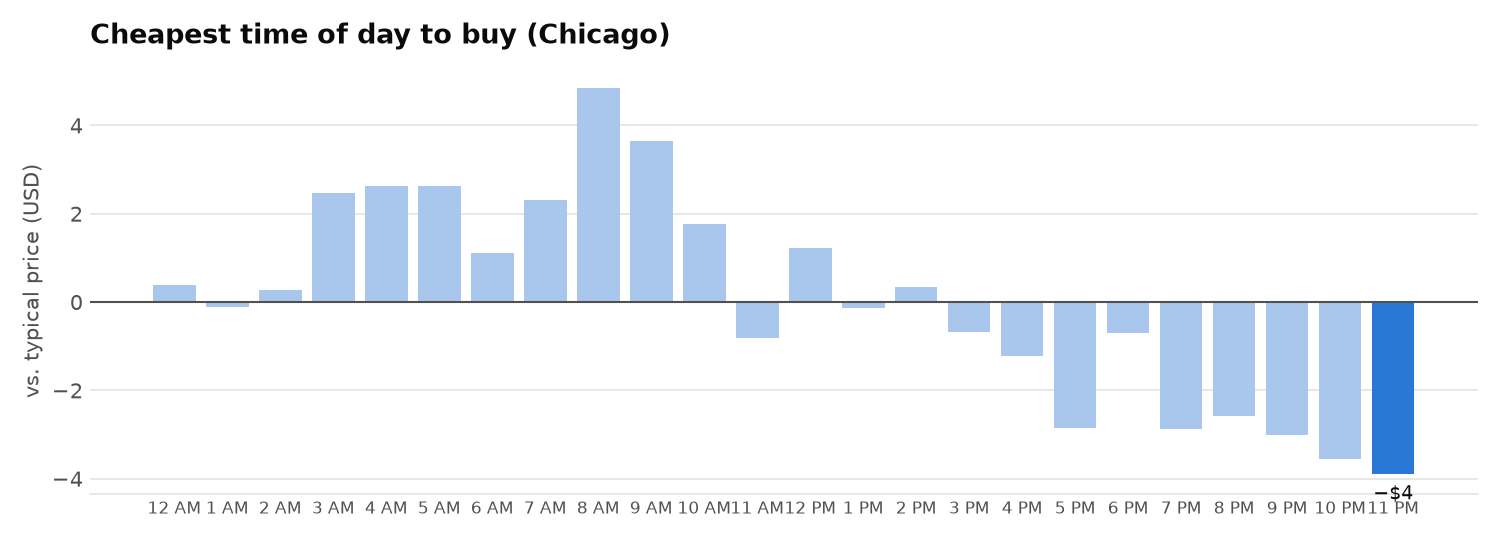 Cheapest time of day to buy (Chicago)
vs. typical price (USD)
4
2
0
−2
−4
−$4
12 AM 1 AM 2 AM 3 AM 4 AM 5 AM 6 AM 7 AM 8 AM 9 AM 10 AM 11 AM 12 PM 1 PM 2 PM 3 PM 4 PM 5 PM 6 PM 7 PM 8 PM 9 PM 10 PM 11 PM